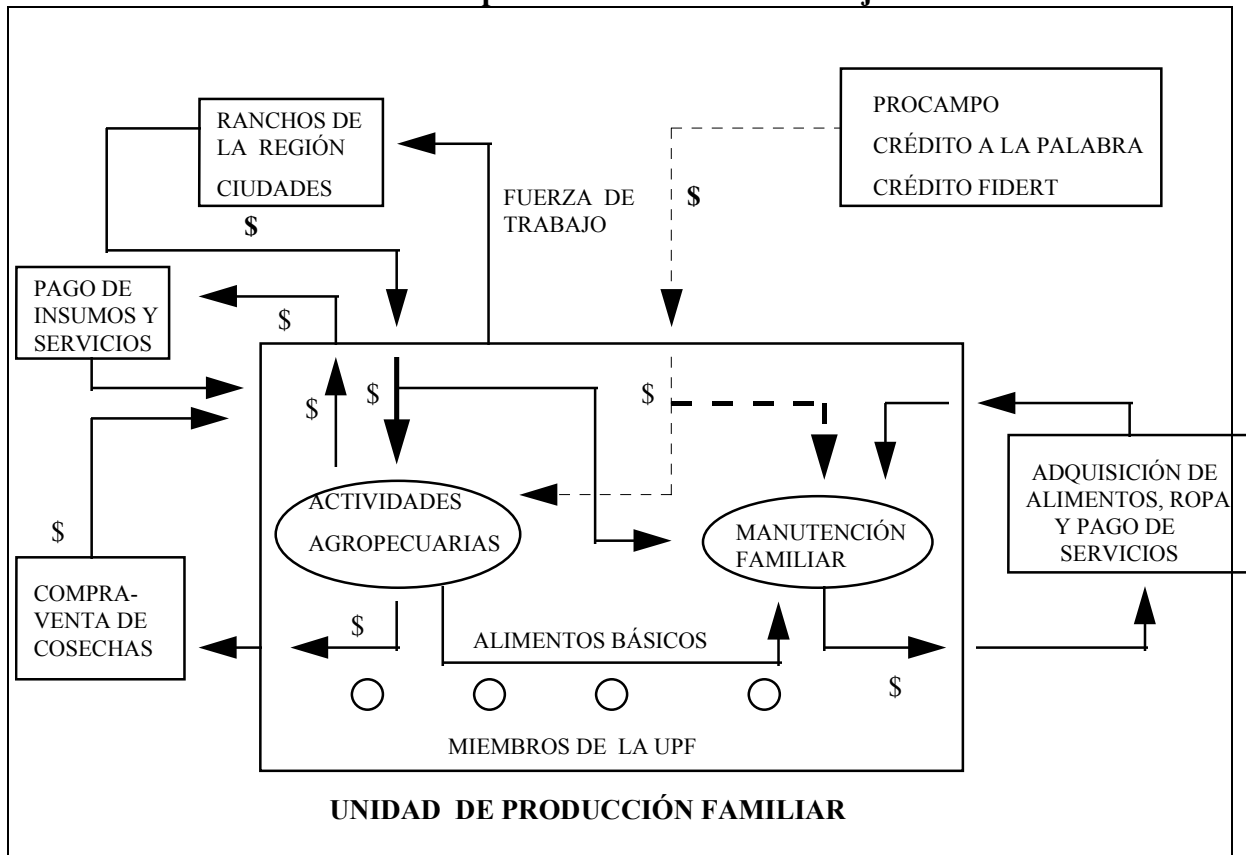 RANCHOS DE
LA REGIÓN
CIUDADES
$
PROCAMPO
CRÉDITO A LA PALABRA
CRÉDITO FIDERT
$
FUERZA DE
TRABAJO
PAGO DE
INSUMOS Y
SERVICIOS
$
$
$
$
ADQUISICIÓN DE
ALIMENTOS, ROPA
Y PAGO DE
SERVICIOS
ACTIVIDADES
AGROPECUARIAS
MANUTENCIÓN
FAMILIAR
$
COMPRA-
VENTA DE
COSECHAS
$
ALIMENTOS BÁSICOS
$
MIEMBROS DE LA UPF
UNIDAD DE PRODUCCIÓN FAMILIAR